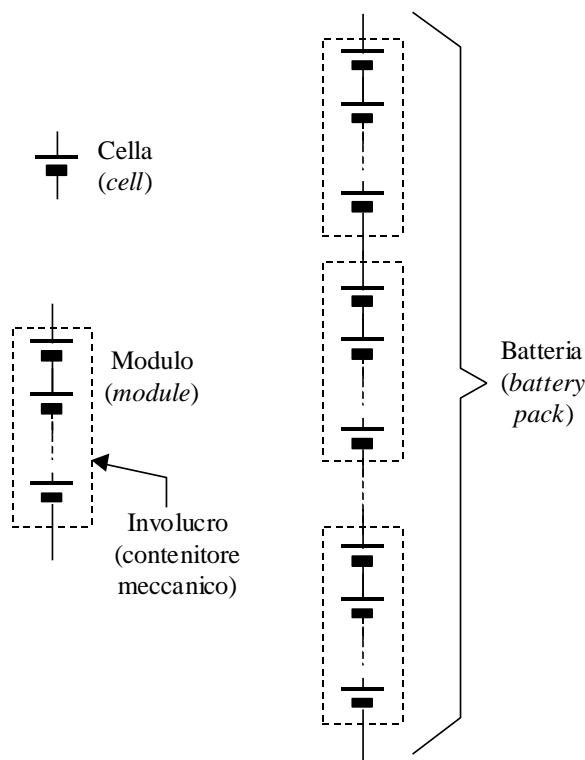 Cella
(cell)
Modulo
(module)
Involucro
(contenitore
meccanico)
Batteria
(battery
pack)